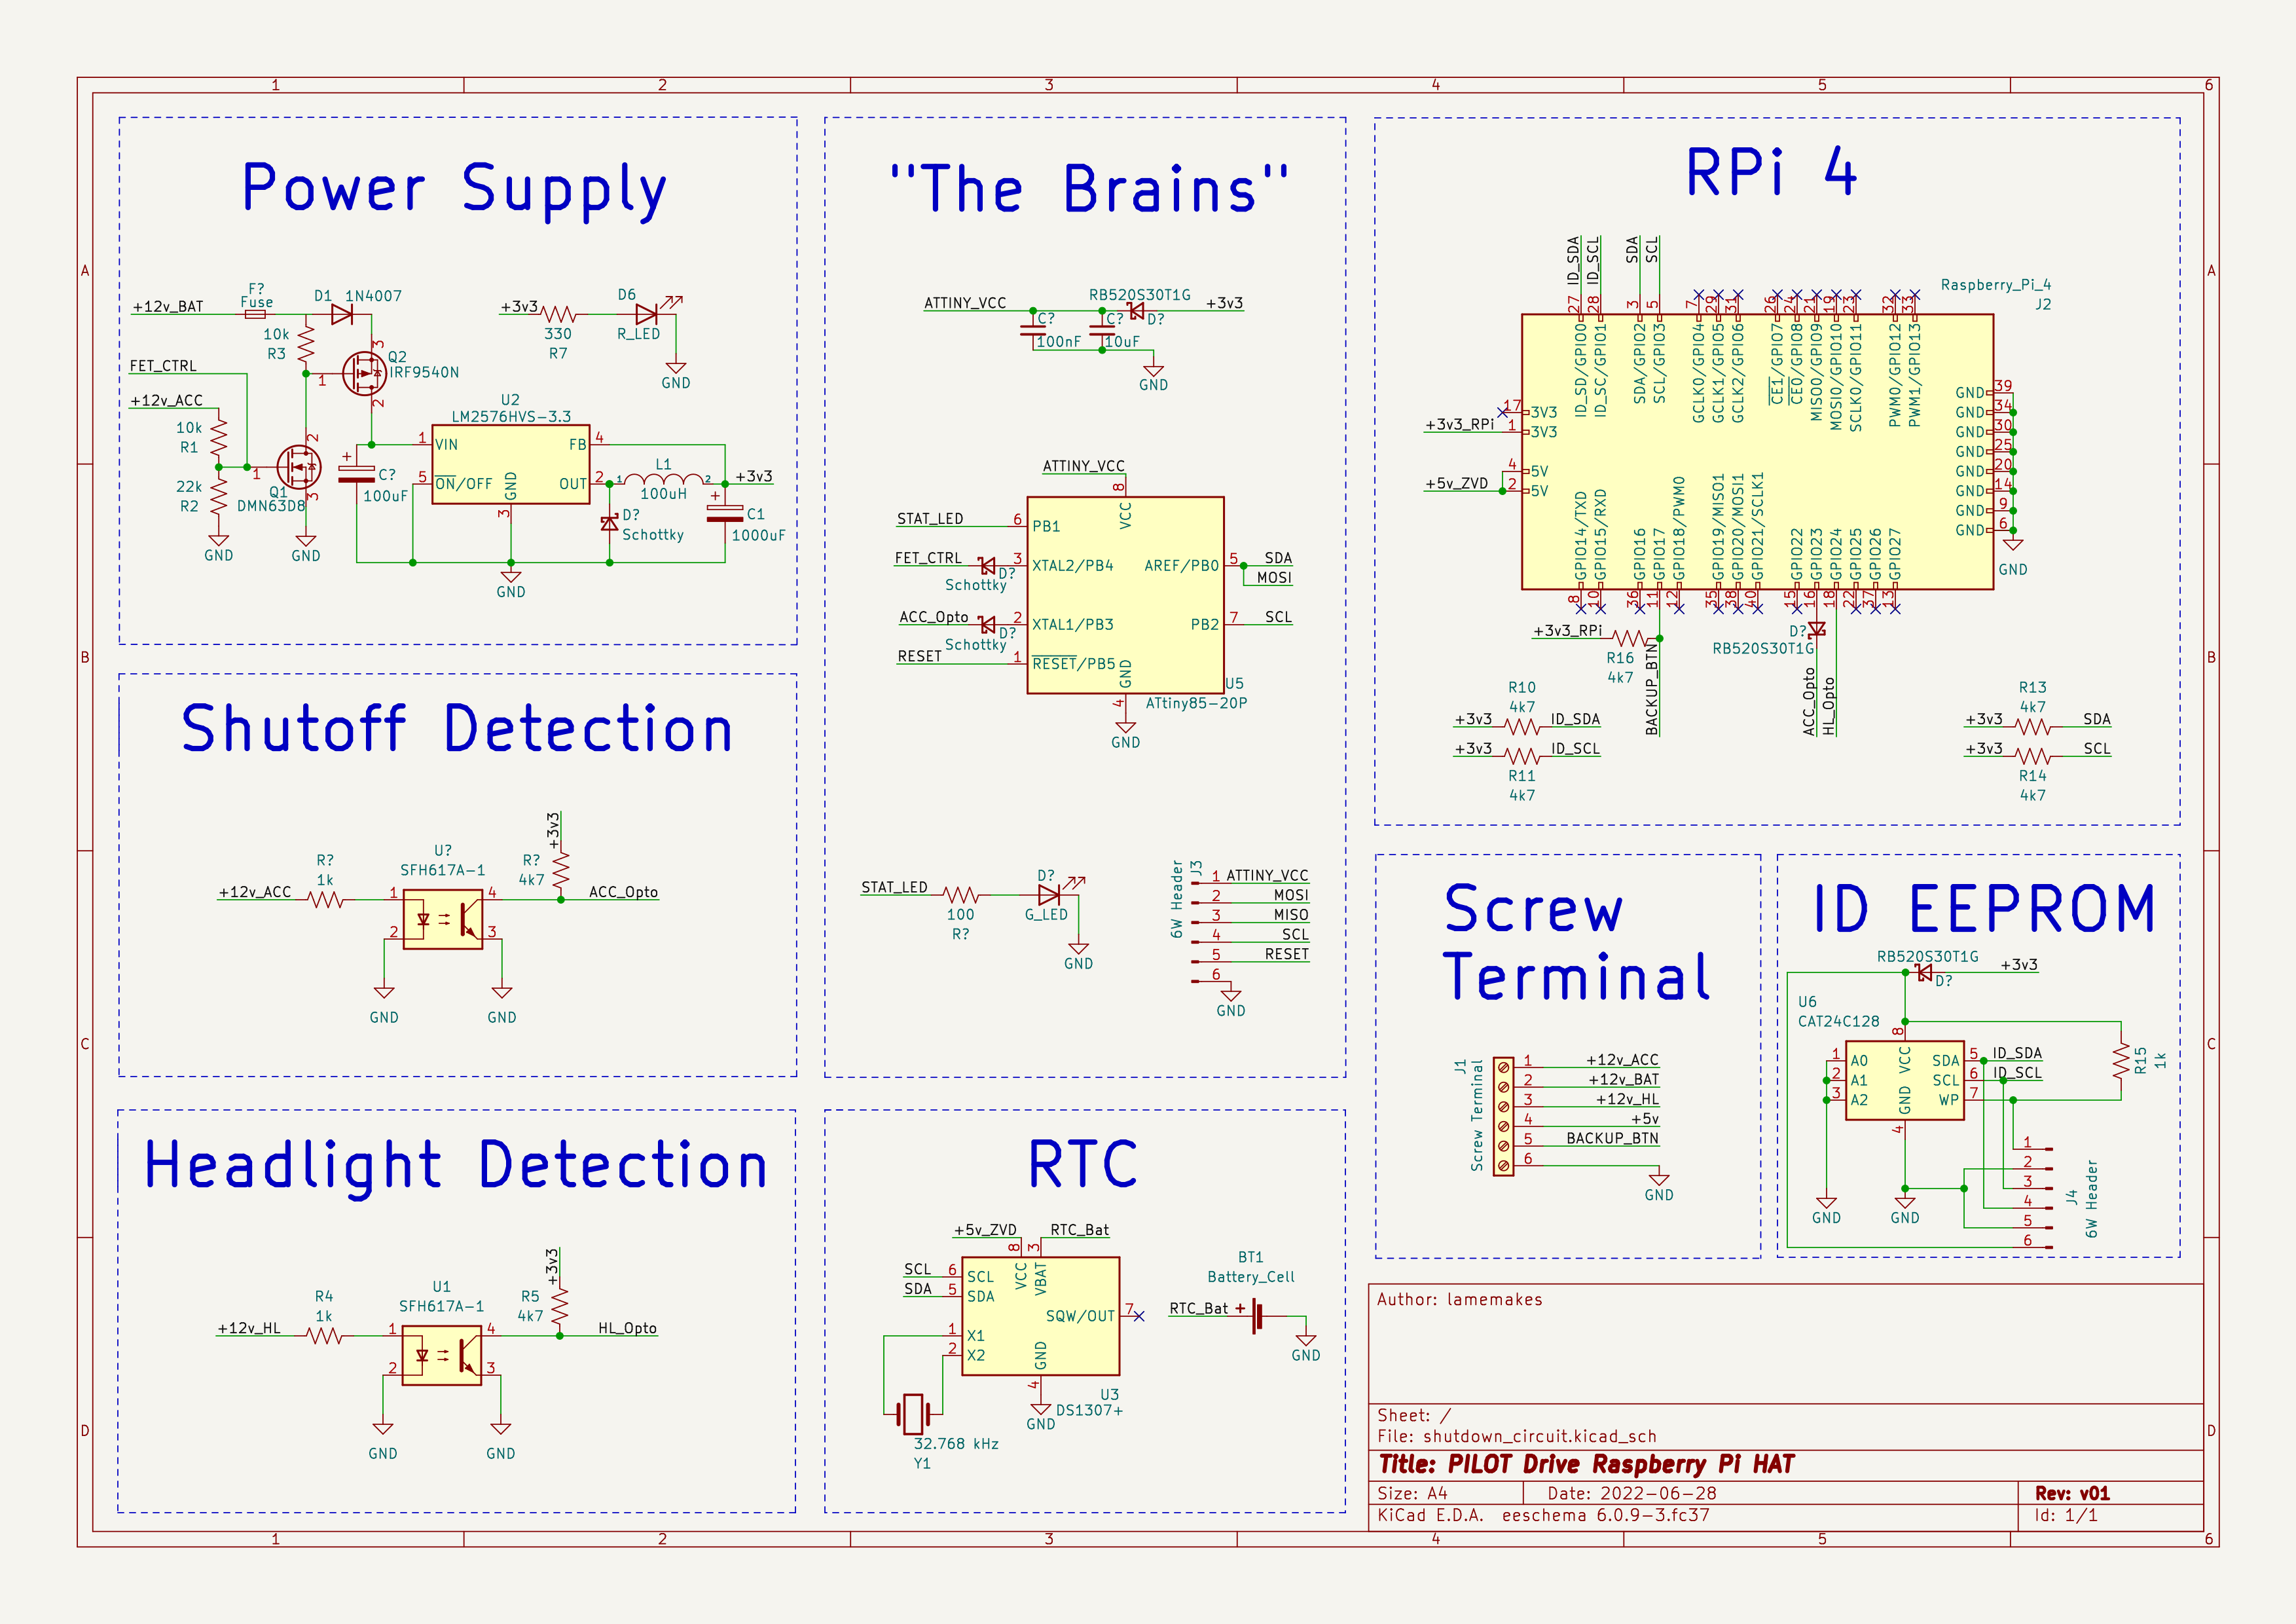 1 2 3 4 5 6
A
B
C
D
Power Supply
+12v_BAT
F?
Fuse
D1 1N4007
10k
R3
Q2
IRF9540N
3
1
2
FET_CTRL
+12v_ACC
10k
R1
22k
R2
Q1
DMN63D8
1
2
3
GND
GND
+3v3
330
R7
D6
R_LED
GND
U2
LM2576HVS-3.3
1 VIN
5 ON/OFF
GND 3
FB 4
OUT 2
C?
100uF
1 L1 2
100uH
+3v3
D?
Schottky
C1
1000uF
GND
Shutoff Detection
+12v_ACC
R?
1k
U?
SFH617A-1
1
2
4
3
R?
4k7
+3v3
ACC_Opto
GND
GND
Headlight Detection
+12v_HL
R4
1k
U1
SFH617A-1
1
2
4
3
R5
4k7
+3v3
HL_Opto
GND
GND
"The Brains"
ATTINY_VCC
RB520S30T1G
+3v3
C?
100nF
C?
10uF
D?
GND
ATTINY_VCC
8 VCC
STAT_LED 6 PB1
FET_CTRL 3 XTAL2/PB4
D?
Schottky
ACC_Opto 2 XTAL1/PB3
D?
Schottky
RESET 1 RESET/PB5
AREF/PB0 5 SDA
MOSI
PB2 7 SCL
GND 4
U5
ATtiny85-20P
GND
STAT_LED
100
R?
D?
G_LED
GND
J3
6W Header
1 ATTINY_VCC
2 MOSI
3 MISO
4 SCL
5 RESET
6
GND
RTC
+5v_ZVD
RTC_Bat
8 VCC
3 VBAT
SCL 6 SCL
SDA 5 SDA
1 X1
2 X2
SQW/OUT 7
GND 4
U3
DS1307+
GND
32.768 kHz
Y1
BT1
Battery_Cell
RTC_Bat +
GND
RPi 4
ID_SDA
ID_SCL
SDA
SCL
Raspberry_Pi_4
J2
27 ID_SD/GPIO0
28 ID_SC/GPIO1
3 SDA/GPIO2
5 SCL/GPIO3
7 GCLK0/GPIO4
29 GCLK1/GPIO5
31 GCLK2/GPIO6
26 CE1/GPIO7
24 CE0/GPIO8
21 MISO0/GPIO9
19 MOSI0/GPIO10
23 SCLK0/GPIO11
32 PWM0/GPIO12
33 PWM1/GPIO13
17 3V3
+3v3_RPi 1 3V3
4 5V
+5v_ZVD 2 5V
GND 39
GND 34
GND 30
GND 25
GND 20
GND 14
GND 9
GND 6
GND
8 GPIO14/TXD
10 GPIO15/RXD
36 GPIO16
11 GPIO17
12 GPIO18/PWM0
35 GPIO19/MISO1
38 GPIO20/MOSI1
40 GPIO21/SCLK1
15 GPIO22
16 GPIO23
18 GPIO24
22 GPIO25
37 GPIO26
13 GPIO27
+3v3_RPi
R16
4k7
BACKUP_BTN
D?
RB520S30T1G
ACC_Opto
HL_Opto
R10
4k7
+3v3 ID_SDA
+3v3 ID_SCL
R11
4k7
R13
4k7
+3v3 SDA
+3v3 SCL
R14
4k7
Screw
Terminal
J1
Screw Terminal
1 +12v_ACC
2 +12v_BAT
3 +12v_HL
4 +5v
5 BACKUP_BTN
6
GND
ID EEPROM
RB520S30T1G
+3v3
D?
U6
CAT24C128
8 VCC
1 A0
2 A1
3 A2
SDA 5 ID_SDA
SCL 6 ID_SCL
WP 7
GND 4
R15
1k
GND
GND
1
2
3
4
5
6
J4
6W Header
Author: lamemakes
Sheet: /
File: shutdown_circuit.kicad_sch
Title: PILOT Drive Raspberry Pi HAT
Size: A4 Date: 2022-06-28 Rev: v01
KiCad E.D.A. eeschema 6.0.9-3.fc37 Id: 1/1
A
B
C
D
1 2 3 4 5 6